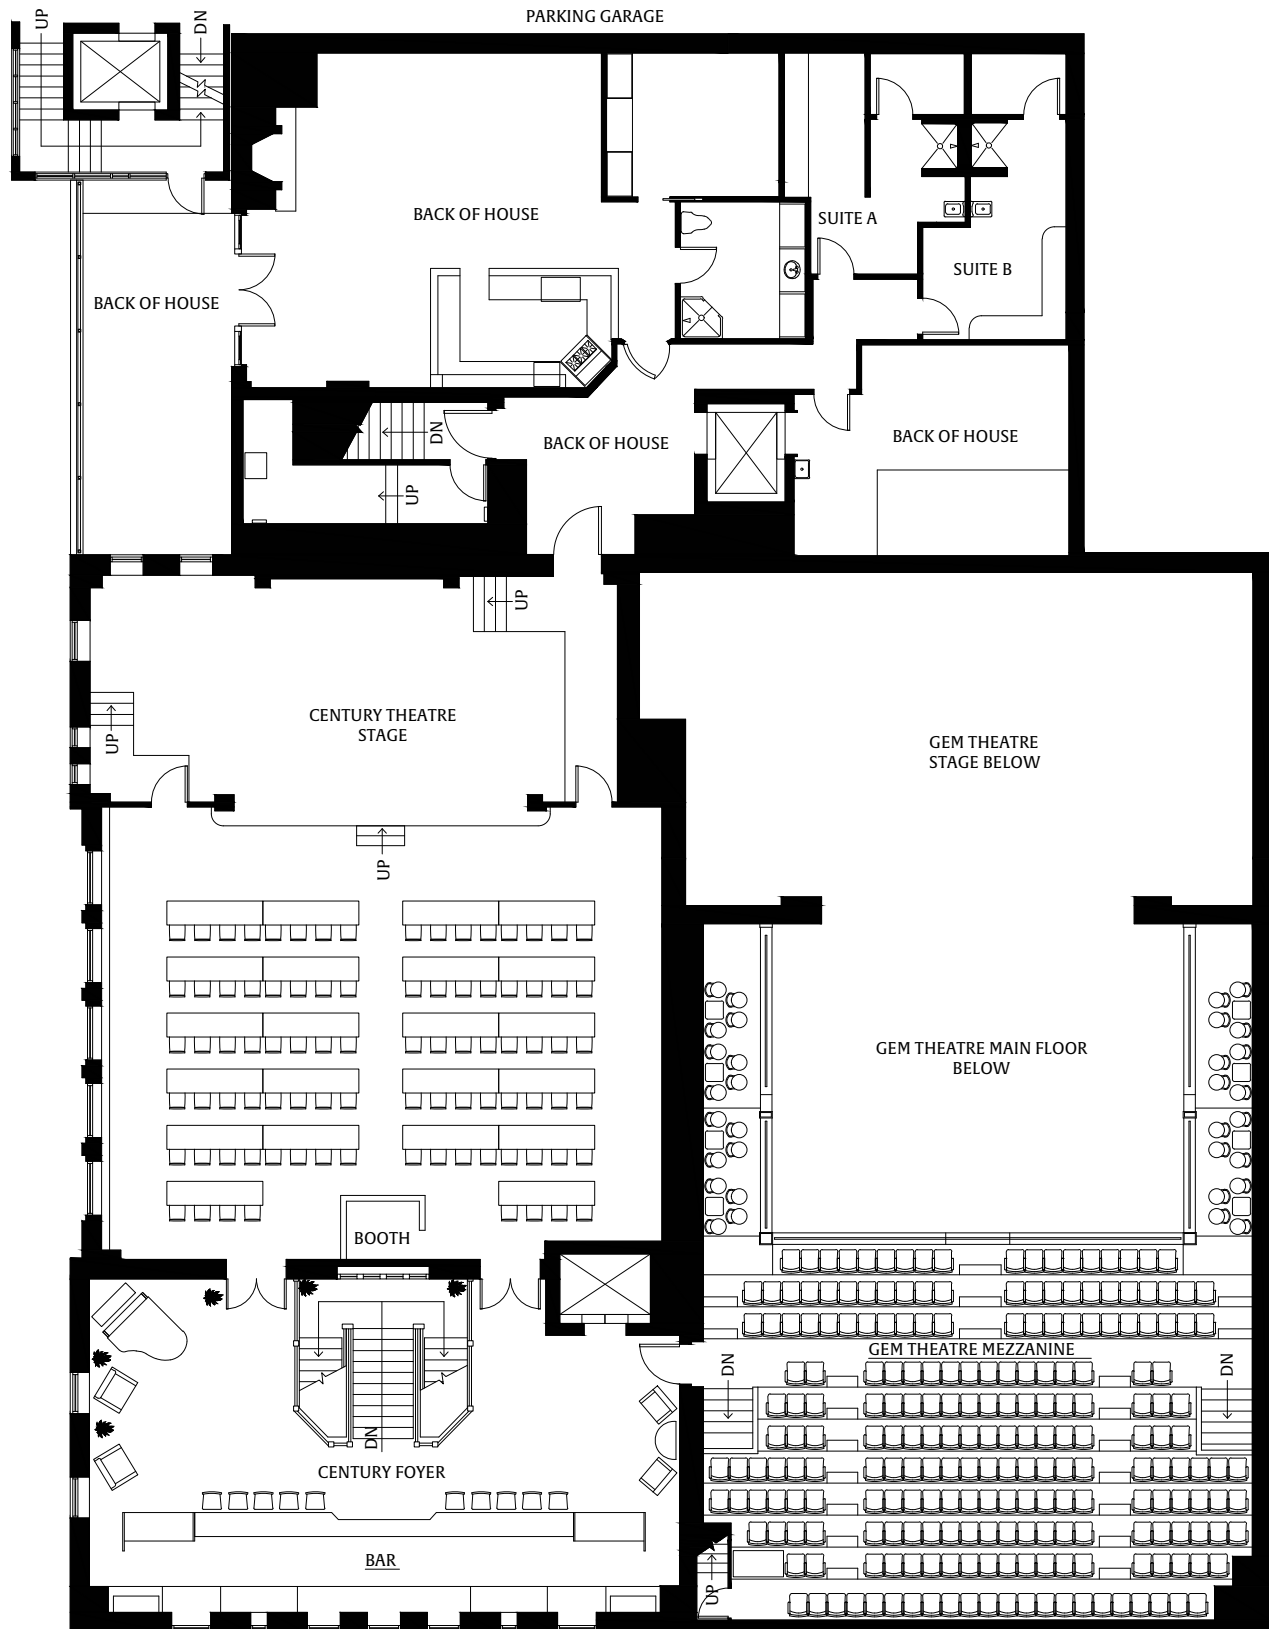 PARKING GARAGE
UP
DN
BACK OF HOUSE
SUITE A
SUITE B
BACK OF HOUSE
DN
BACK OF HOUSE
BACK OF HOUSE
UP
UP
UP
CENTURY THEATRE
STAGE
GEM THEATRE
STAGE BELOW
UP
GEM THEATRE MAIN FLOOR
BELOW
BOOTH
GEM THEATRE MEZZANINE
DN
DN
DN
CENTURY FOYER
BAR
UP